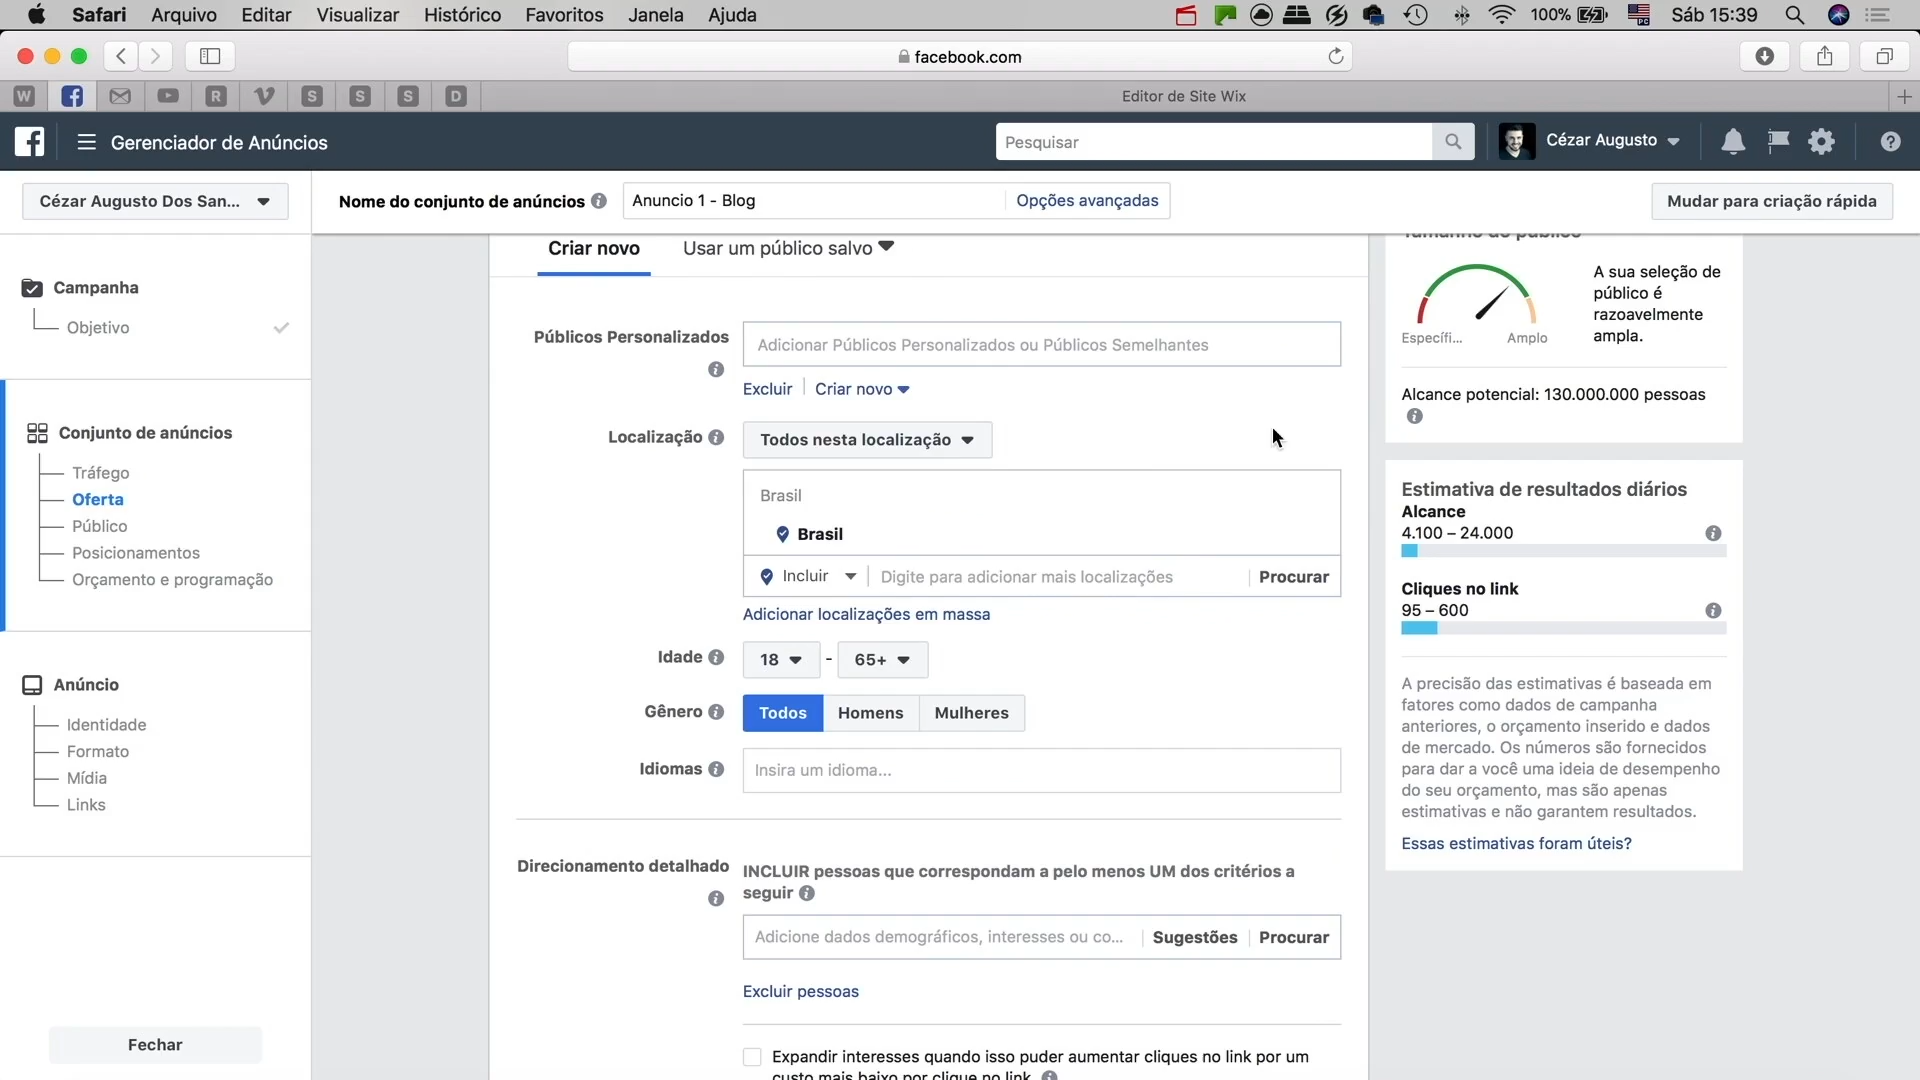 Safari Arquivo Editar Visualizar Histórico Favoritos Janela Ajuda 100% Sáb 15:39
facebook.com
W R S S S D Editor de Site Wix
Gerenciador de Anúncios Pesquisar Cézar Augusto
Cézar Augusto Dos San... Nome do conjunto de anúncios Anuncio 1 - Blog Opções avançadas Mudar para criação rápida
Campanha
Objetivo
Conjunto de anúncios
Tráfego
Oferta
Público
Posicionamentos
Orçamento e programação
Anúncio
Identidade
Formato
Mídia
Links
Fechar
Criar novo Usar um público salvo
Públicos Personalizados Adicionar Públicos Personalizados ou Públicos Semelhantes
Excluir Criar novo
Localização Todos nesta localização
Brasil
Brasil
Incluir Digite para adicionar mais localizações Procurar
Adicionar localizações em massa
Idade 18 - 65+
Gênero Todos Homens Mulheres
Idiomas Insira um idioma...
Direcionamento detalhado INCLUIR pessoas que correspondam a pelo menos UM dos critérios a
seguir
Adicione dados demográficos, interesses ou co... Sugestões Procurar
Excluir pessoas
Expandir interesses quando isso puder aumentar cliques no link por um
custo mais baixo por clique no link.
Tamanho do público
A sua seleção de
público é
razoavelmente
ampla.
Específi... Amplo
Alcance potencial: 130.000.000 pessoas
Estimativa de resultados diários
Alcance
4.100 – 24.000
Cliques no link
95 – 600
A precisão das estimativas é baseada em
fatores como dados de campanha
anteriores, o orçamento inserido e dados
de mercado. Os números são fornecidos
para dar a você uma ideia de desempenho
do seu orçamento, mas são apenas
estimativas e não garantem resultados.
Essas estimativas foram úteis?